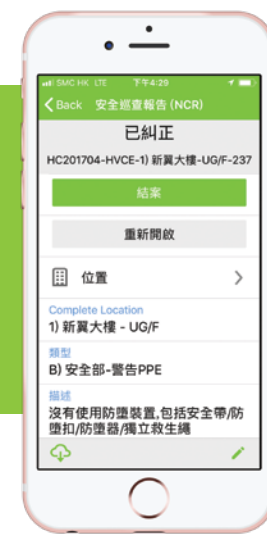 SMC HK LTE 下午4:29
Back 安全巡查報告 (NCR)
已糾正
HC201704-HVCE-1) 新翼大樓-UG/F-237
結案
重新開啟
位置
Complete Location
1) 新翼大樓 - UG/F
類型
B) 安全部-警告PPE
描述
沒有使用防墮裝置,包括安全帶/防
墮扣/防墮器/獨立救生繩